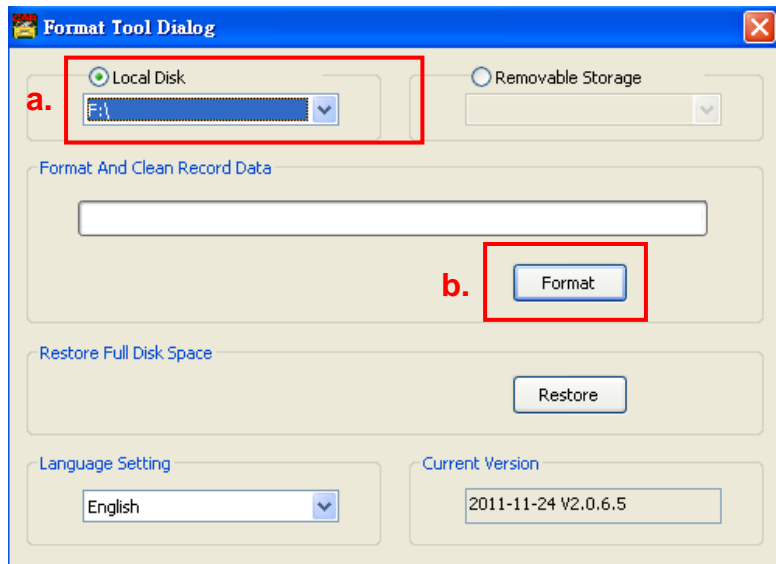 CAR
Format Tool Dialog
a.
Local Disk
Removable Storage
F:\
Format And Clean Record Data
b.
Format
Restore Full Disk Space
Restore
Language Setting
Current Version
English
2011-11-24 V2.0.6.5